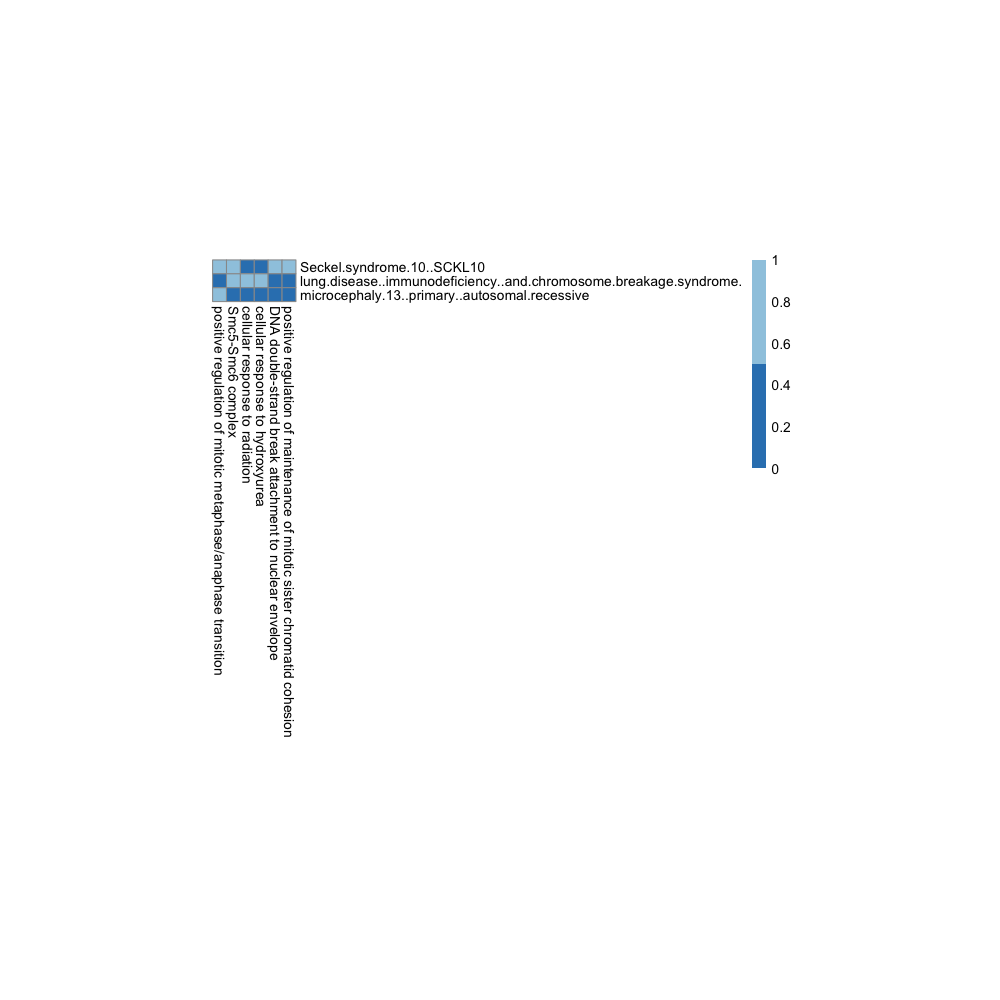 Seckel.syndrome.10..SCKL10
lung.disease..immunodeficiency..and.chromosome.breakage.syndrome.
microcephaly.13..primary..autosomal.recessive
positive regulation of mitotic metaphase/anaphase transition
Smc5-Smc6 complex
cellular response to radiation
cellular response to hydroxyurea
DNA double-strand break attachment to nuclear envelope
positive regulation of maintenance of mitotic sister chromatid cohesion
1
0.8
0.6
0.4
0.2
0